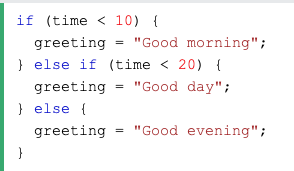 if (time < 10) {
  greeting = "Good morning";
} else if (time < 20) {
  greeting = "Good day";
} else {
  greeting = "Good evening";
}